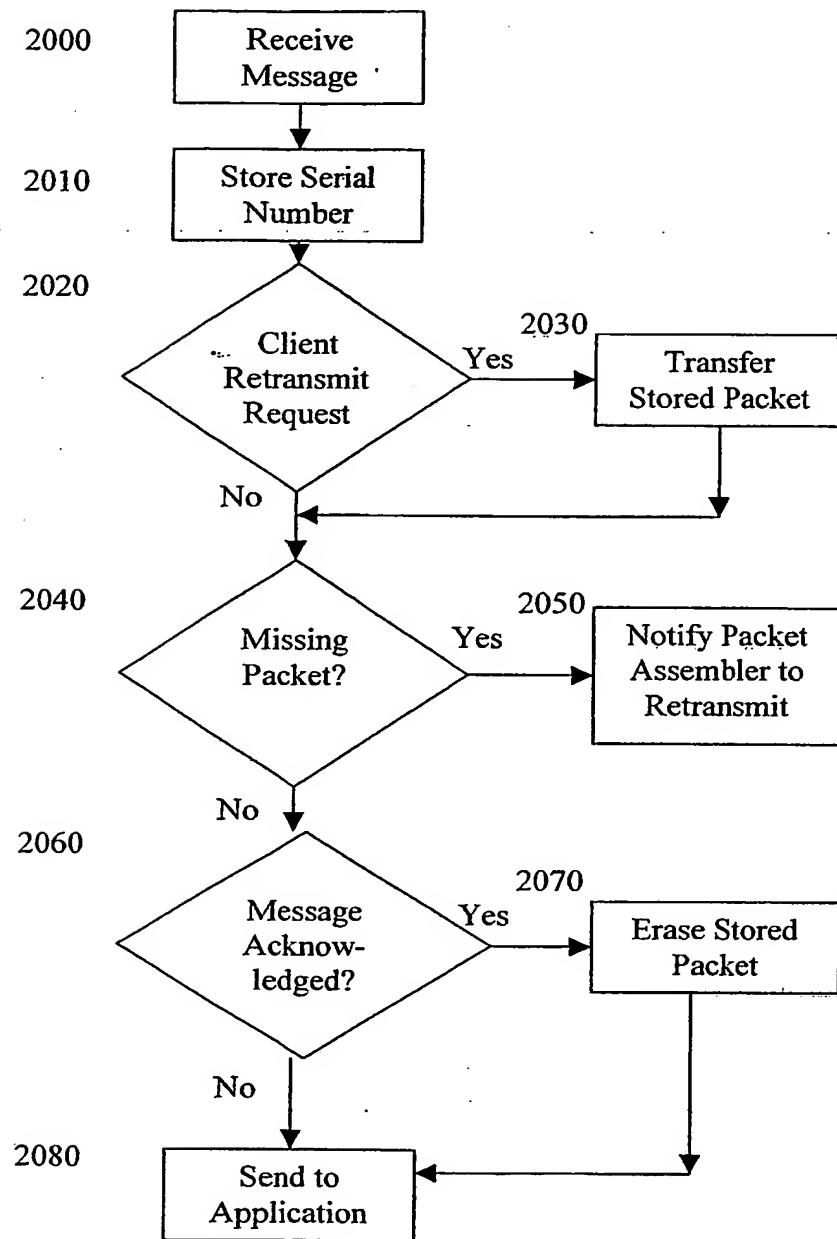 2000
Receive
Message
2010
Store Serial
Number
2020
Client
Retransmit
Request
Yes
2030
Transfer
Stored Packet
No
2040
Missing
Packet?
Yes
2050
Notify Packet
Assembler to
Retransmit
No
2060
Message
Acknow-
ledged?
Yes
2070
Erase Stored
Packet
No
2080
Send to
Application